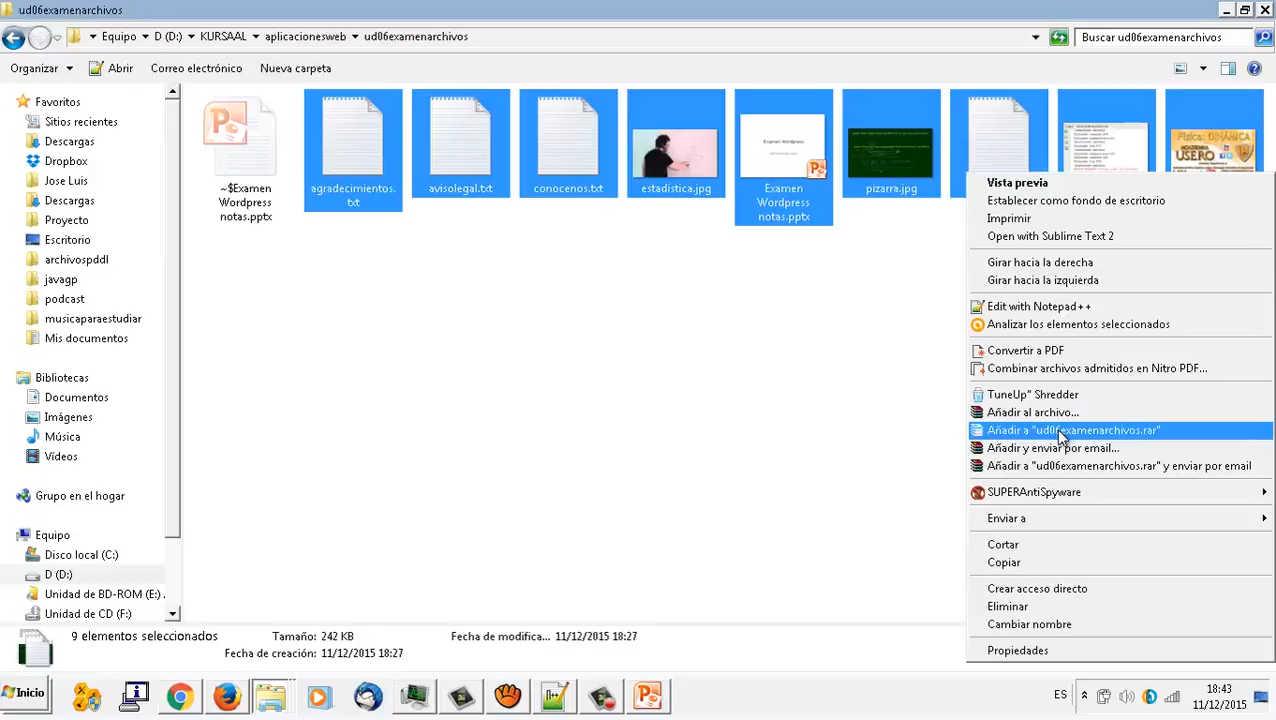 ud06examenarchivos
Equipo ▸ D (D:) ▸ KURSAAL ▸ aplicacionesweb ▸ ud06examenarchivos
Buscar ud06examenarchivos
Organizar Abrir Correo electrónico Nueva carpeta
Favoritos
Sitios recientes
Descargas
Dropbox
Jose Luis
Descargas
Proyecto
Escritorio
archivospddl
javagp
podcast
musicaparaestudiar
Mis documentos
Bibliotecas
Documentos
Imágenes
Música
Vídeos
Grupo en el hogar
Equipo
Disco local (C:)
D (D:)
Unidad de BD-ROM (E:)
Unidad de CD (F:)
~$Examen
Wordpress
notas.pptx
agradecimientos.
txt
avisolegal.txt
conocenos.txt
estadistica.jpg
Examen Wordpress
Examen
Wordpress
notas.pptx
pizarra.jpg
Física: DINÁMICA
ACADEMIA
USERO
Vista previa
Establecer como fondo de escritorio
Imprimir
Open with Sublime Text 2
Girar hacia la derecha
Girar hacia la izquierda
Edit with Notepad++
Analizar los elementos seleccionados
Convertir a PDF
Combinar archivos admitidos en Nitro PDF...
TuneUp" Shredder
Añadir al archivo...
Añadir a "ud06examenarchivos.rar"
Añadir y enviar por email...
Añadir a "ud06examenarchivos.rar" y enviar por email
SUPERAntiSpyware
Enviar a
Cortar
Copiar
Crear acceso directo
Eliminar
Cambiar nombre
Propiedades
9 elementos seleccionados
Tamaño: 242 KB
Fecha de modifica... 11/12/2015 18:27
Fecha de creación: 11/12/2015 18:27
Inicio
ES
18:43
11/12/2015